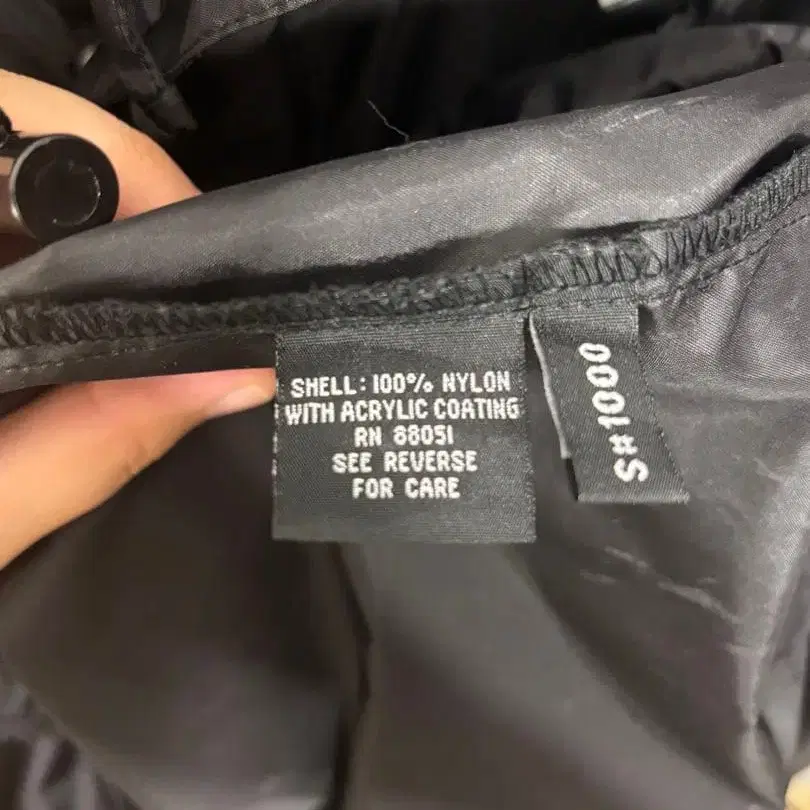 SHELL: 100% NYLON
WITH ACRYLIC COATING
RN 88051
SEE REVERSE
FOR CARE
S#1000